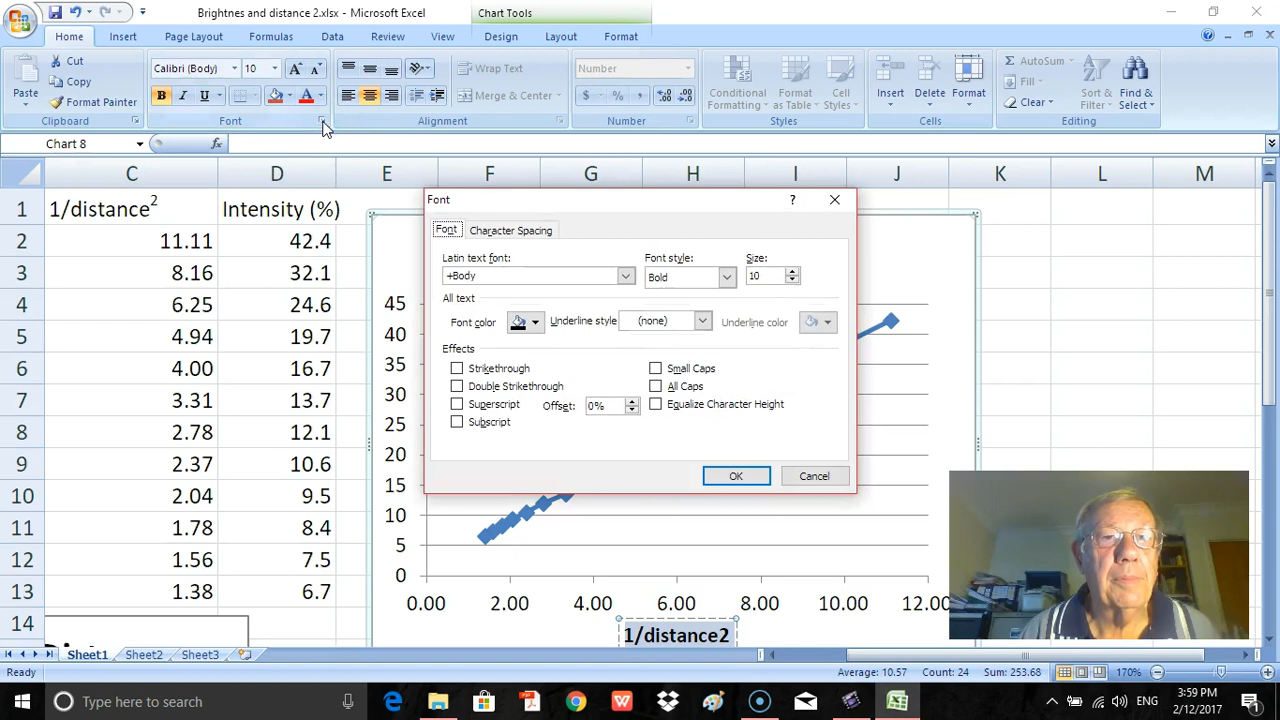 Brightnes and distance 2.xlsx - Microsoft Excel
Chart Tools
Home Insert Page Layout Formulas Data Review View Design Layout Format
Paste Cut Copy Format Painter Clipboard
Calibri (Body) 10 B I U A Font
Wrap Text Merge & Center Alignment
Number $ % , Number
Conditional Formatting Format as Table Cell Styles Styles
Insert Delete Format Cells
AutoSum Fill Clear Sort & Filter Find & Select Editing
Chart 8 fx
C D E F G H I J K L M
1 1/distance2 Intensity (%)
2 11.11 42.4
3 8.16 32.1
4 6.25 24.6
5 4.94 19.7
6 4.00 16.7
7 3.31 13.7
8 2.78 12.1
9 2.37 10.6
10 2.04 9.5
11 1.78 8.4
12 1.56 7.5
13 1.38 6.7
14
Font
Font Character Spacing
Latin text font: Font style: Size:
+Body Bold 10
All text
Font color Underline style (none) Underline color
Effects
Strikethrough Small Caps
Double Strikethrough All Caps
Superscript Offset: 0% Equalize Character Height
Subscript
OK Cancel
45
40
35
30
25
20
15
10
5
0
0.00 2.00 4.00 6.00 8.00 10.00 12.00
1/distance2
Sheet1 Sheet2 Sheet3
Ready Average: 10.57 Count: 24 Sum: 253.68 170%
Type here to search
ENG
3:59 PM
2/12/2017